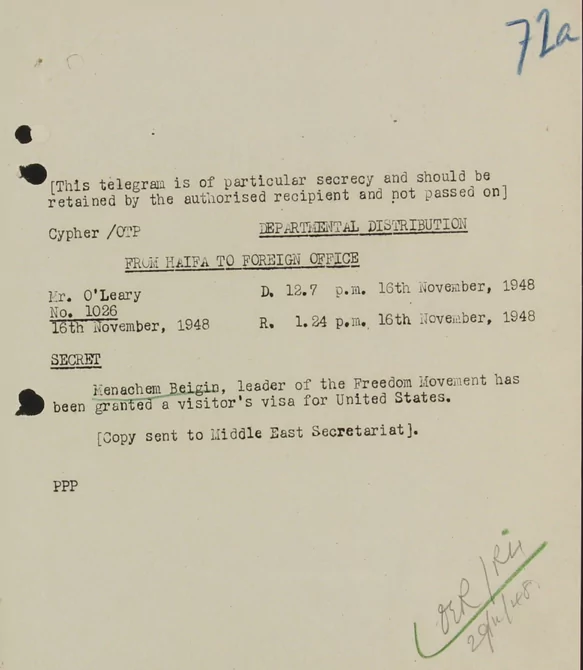 72a
[This telegram is of particular secrecy and should be
retained by the authorised recipient and not passed on]
Cypher /OTP DEPARTMENTAL DISTRIBUTION
FROM HAIFA TO FOREIGN OFFICE
Mr. O'Leary D. 12.7 p.m. 16th November, 1948
No. 1026
16th November, 1948 R. 1.24 p.m. 16th November, 1948
SECRET
Menachem Beigin, leader of the Freedom Movement has
been granted a visitor's visa for United States.
[Copy sent to Middle East Secretariat].
PPP